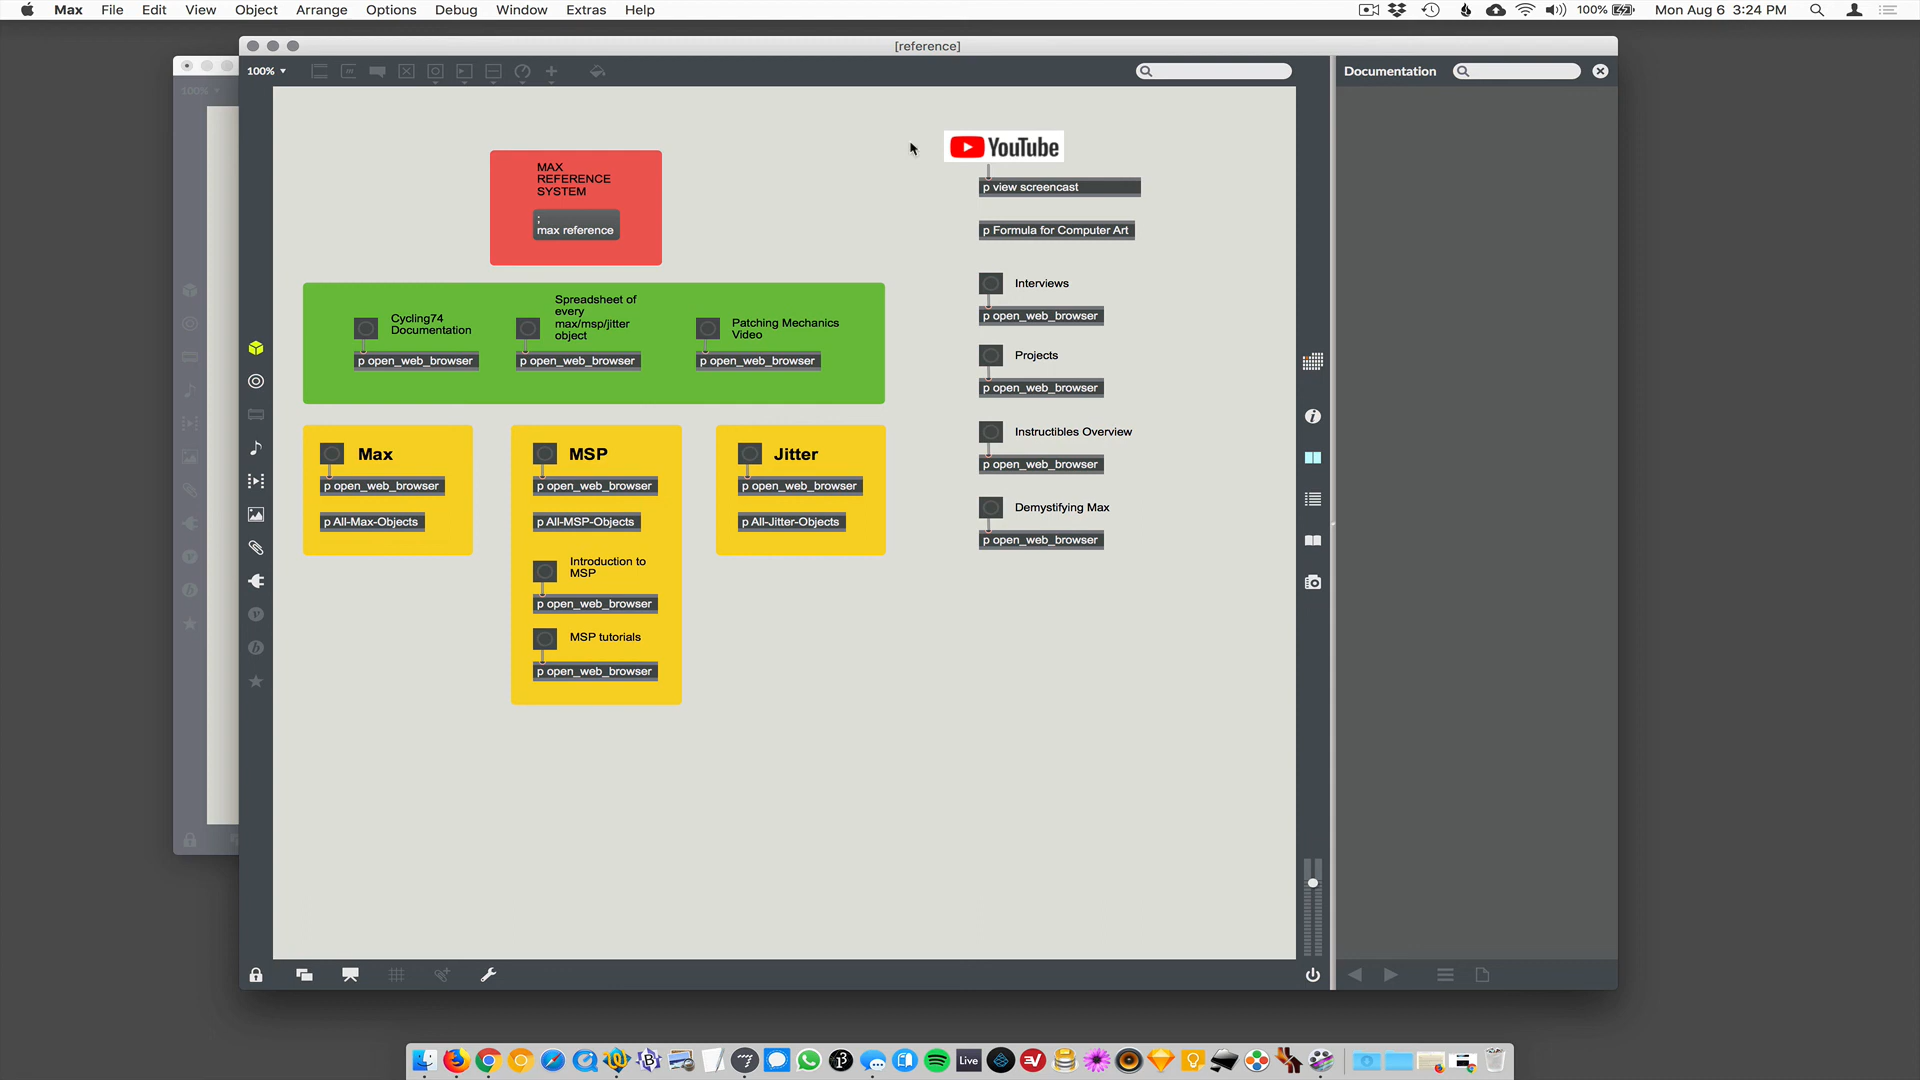 Max File Edit View Object Arrange Options Debug Window Extras Help
100% Mon Aug 6 3:24 PM
[reference]
100%
100%
Documentation
YouTube
p view screencast
p Formula for Computer Art
MAX
REFERENCE
SYSTEM
;
max reference
Cycling74
Documentation
p open_web_browser
Spreadsheet of
every
max/msp/jitter
object
p open_web_browser
Patching Mechanics
Video
p open_web_browser
Interviews
p open_web_browser
Projects
p open_web_browser
Instructibles Overview
p open_web_browser
Demystifying Max
p open_web_browser
Max
p open_web_browser
p All-Max-Objects
MSP
p open_web_browser
p All-MSP-Objects
Introduction to
MSP
p open_web_browser
MSP tutorials
p open_web_browser
Jitter
p open_web_browser
p All-Jitter-Objects
Live